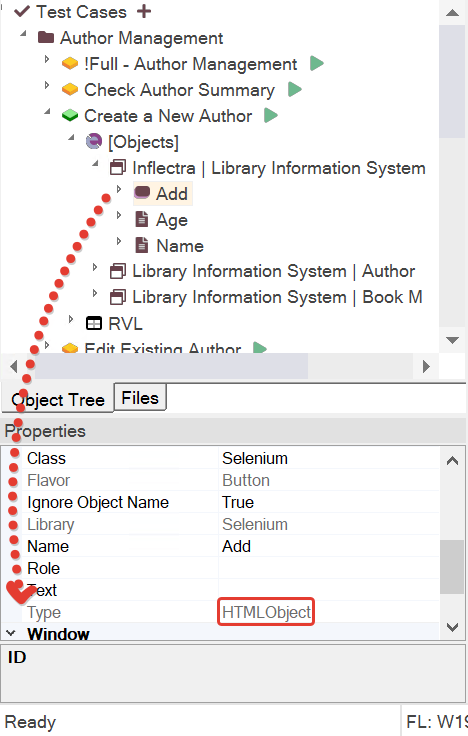 Test Cases
Author Management
!Full - Author Management
Check Author Summary
Create a New Author
[Objects]
Inflectra | Library Information System
Add
Age
Name
Library Information System | Author
Library Information System | Book M
RVL
Edit Existing Author
Object Tree Files
Properties
Class Selenium
Flavor Button
Ignore Object Name True
Library Selenium
Name Add
Role
Text
Type HTMLObject
Window
ID
Ready FL: W19